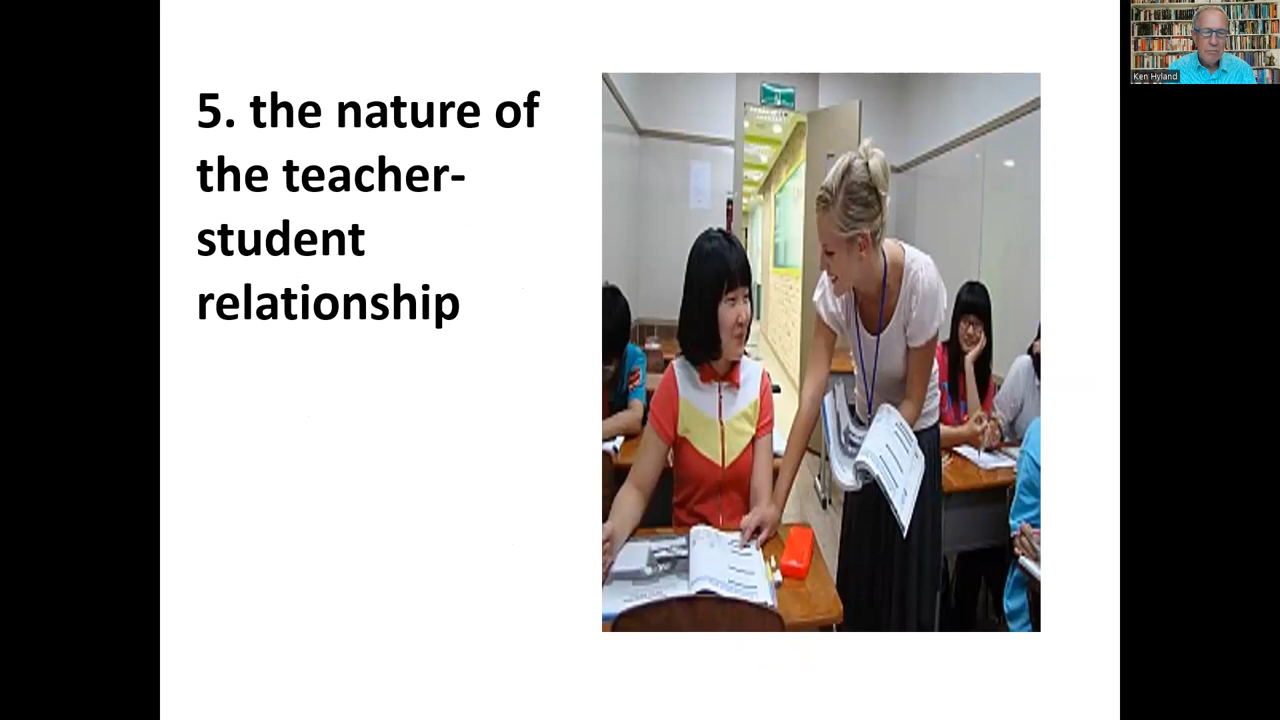 5. the nature of
the teacher-
student
relationship
Ken Hyland